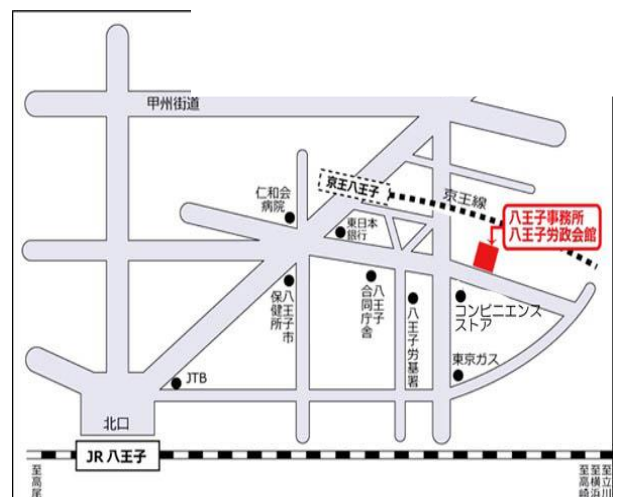 甲州街道
京王八王子
京王線
仁和会
病院
八王子事務所
八王子労政会館
東日本
銀行
八王子市
保健所
八王子
合同庁舎
八王子労基署
コンビニエンス
ストア
東京ガス
JTB
北口
JR 八王子
至高尾
至高崎
至横浜
至立川